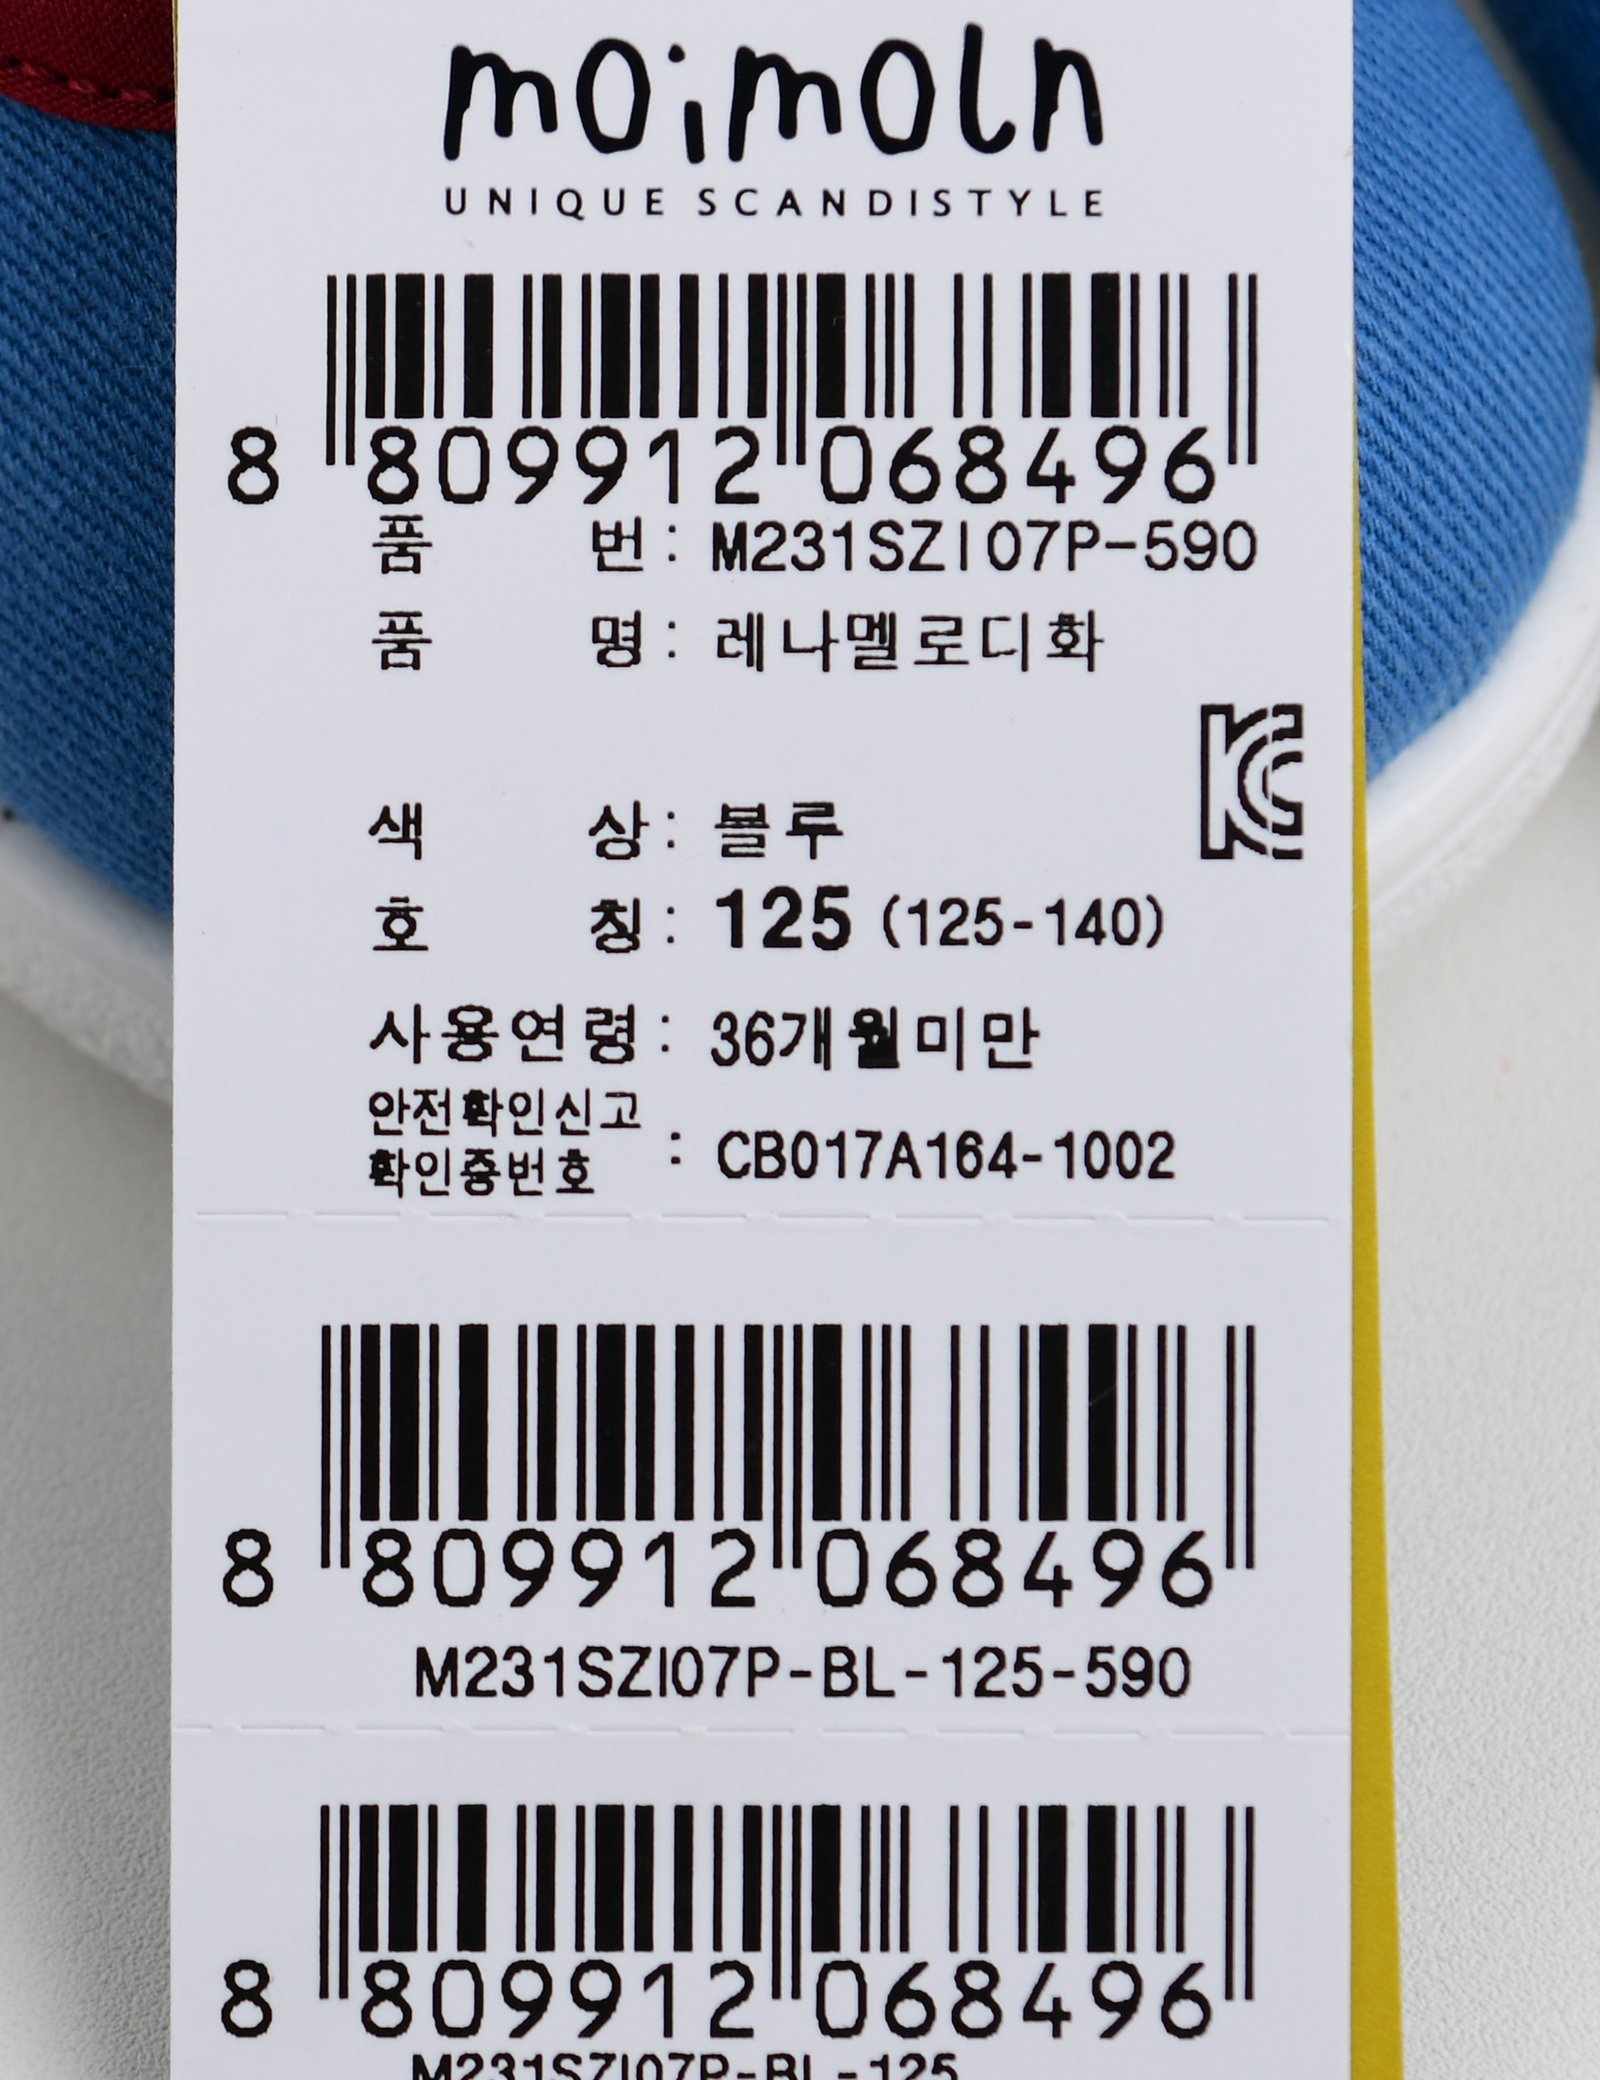 moimoln
UNIQUE SCANDISTYLE
8 809912 068496
품 번 : M231SZI07P-590
품 명 : 레나멜로디화
색 상 : 블루
호 칭 : 125 (125-140)
사용연령 : 36개월미만
안전확인신고
확인증번호 : CB017A164-1002
8 809912 068496
M231SZI07P-BL-125-590
8 809912 068496
M231SZI07P-BL-125